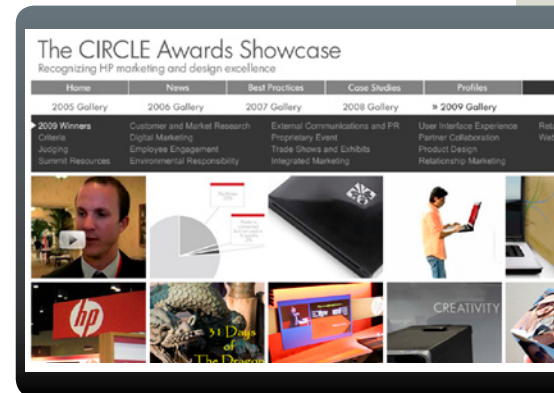 The CIRCLE Awards Showcase
Recognizing HP marketing and design excellence
Home News Best Practices Case Studies Profiles
2005 Gallery 2006 Gallery 2007 Gallery 2008 Gallery » 2009 Gallery
2009 Winners Customer and Market Research External Communications and PR User Interface Experience
Criteria Digital Marketing Proprietary Event Partner Collaboration
Judging Employee Engagement Trade Shows and Exhibits Product Design
Summit Resources Environmental Responsibility Integrated Marketing Relationship Marketing
hp
31 Days
of
The Dragon
CREATIVITY